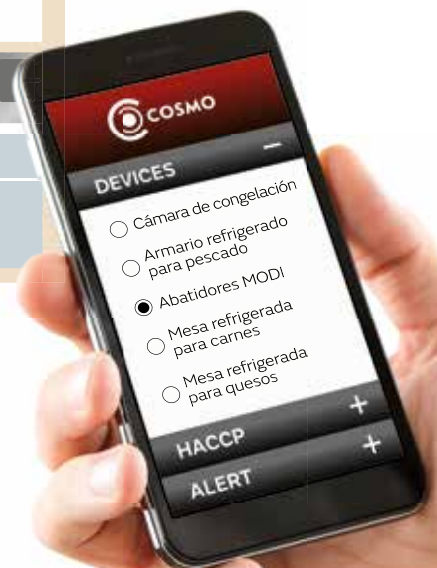 COSMO
DEVICES −
Cámara de congelación
Armario refrigerado
para pescado
Abatidores MODI
Mesa refrigerada
para carnes
Mesa refrigerada
para quesos
HACCP +
ALERT +